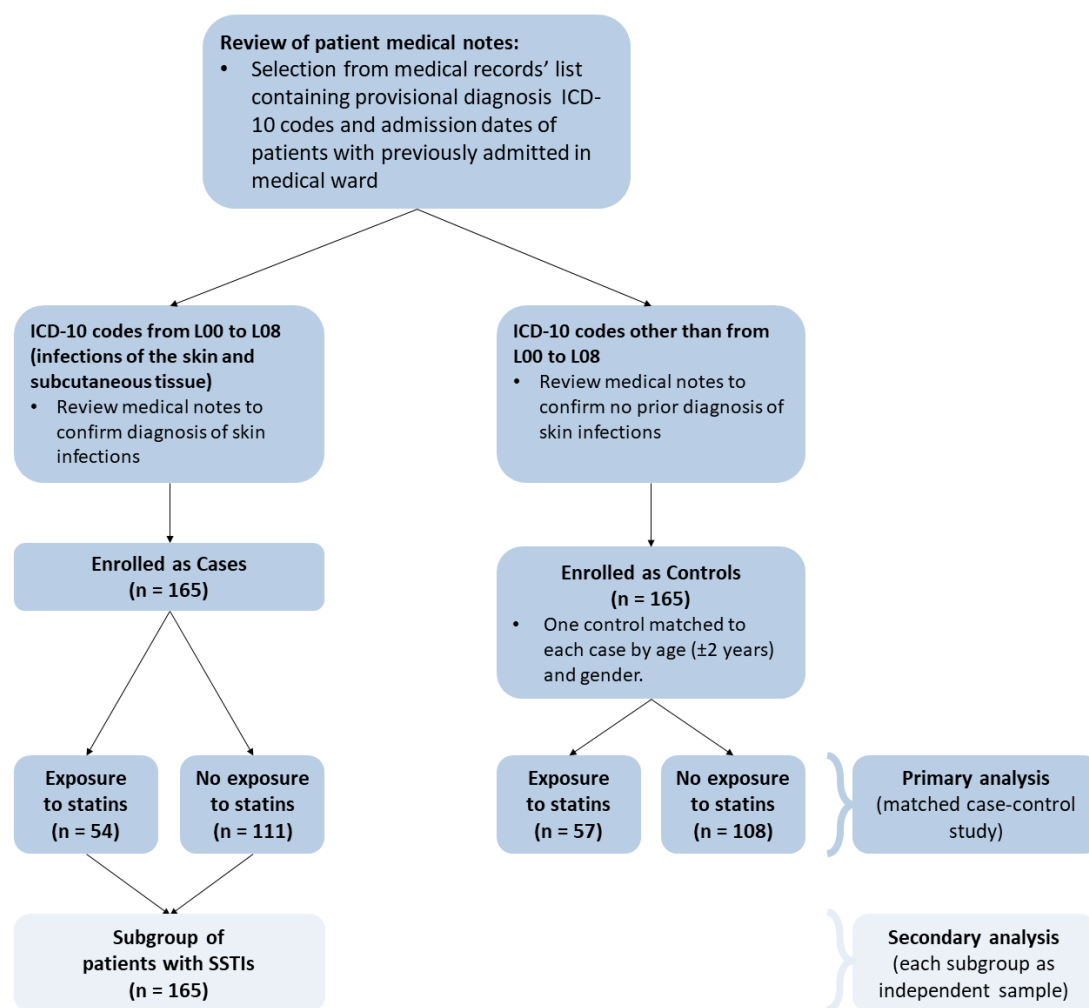 Review of patient medical notes:
• Selection from medical records’ list
containing provisional diagnosis ICD-
10 codes and admission dates of
patients with previously admitted in
medical ward
ICD-10 codes from L00 to L08
(infections of the skin and
subcutaneous tissue)
• Review medical notes to
confirm diagnosis of skin
infections
ICD-10 codes other than from
L00 to L08
• Review medical notes to
confirm no prior diagnosis of
skin infections
Enrolled as Cases
(n = 165)
Enrolled as Controls
(n = 165)
• One control matched to
each case by age (±2 years)
and gender.
Exposure
to statins
(n = 54)
No exposure
to statins
(n = 111)
Exposure
to statins
(n = 57)
No exposure
to statins
(n = 108)
Primary analysis
(matched case-control
study)
Subgroup of
patients with SSTIs
(n = 165)
Secondary analysis
(each subgroup as
independent sample)